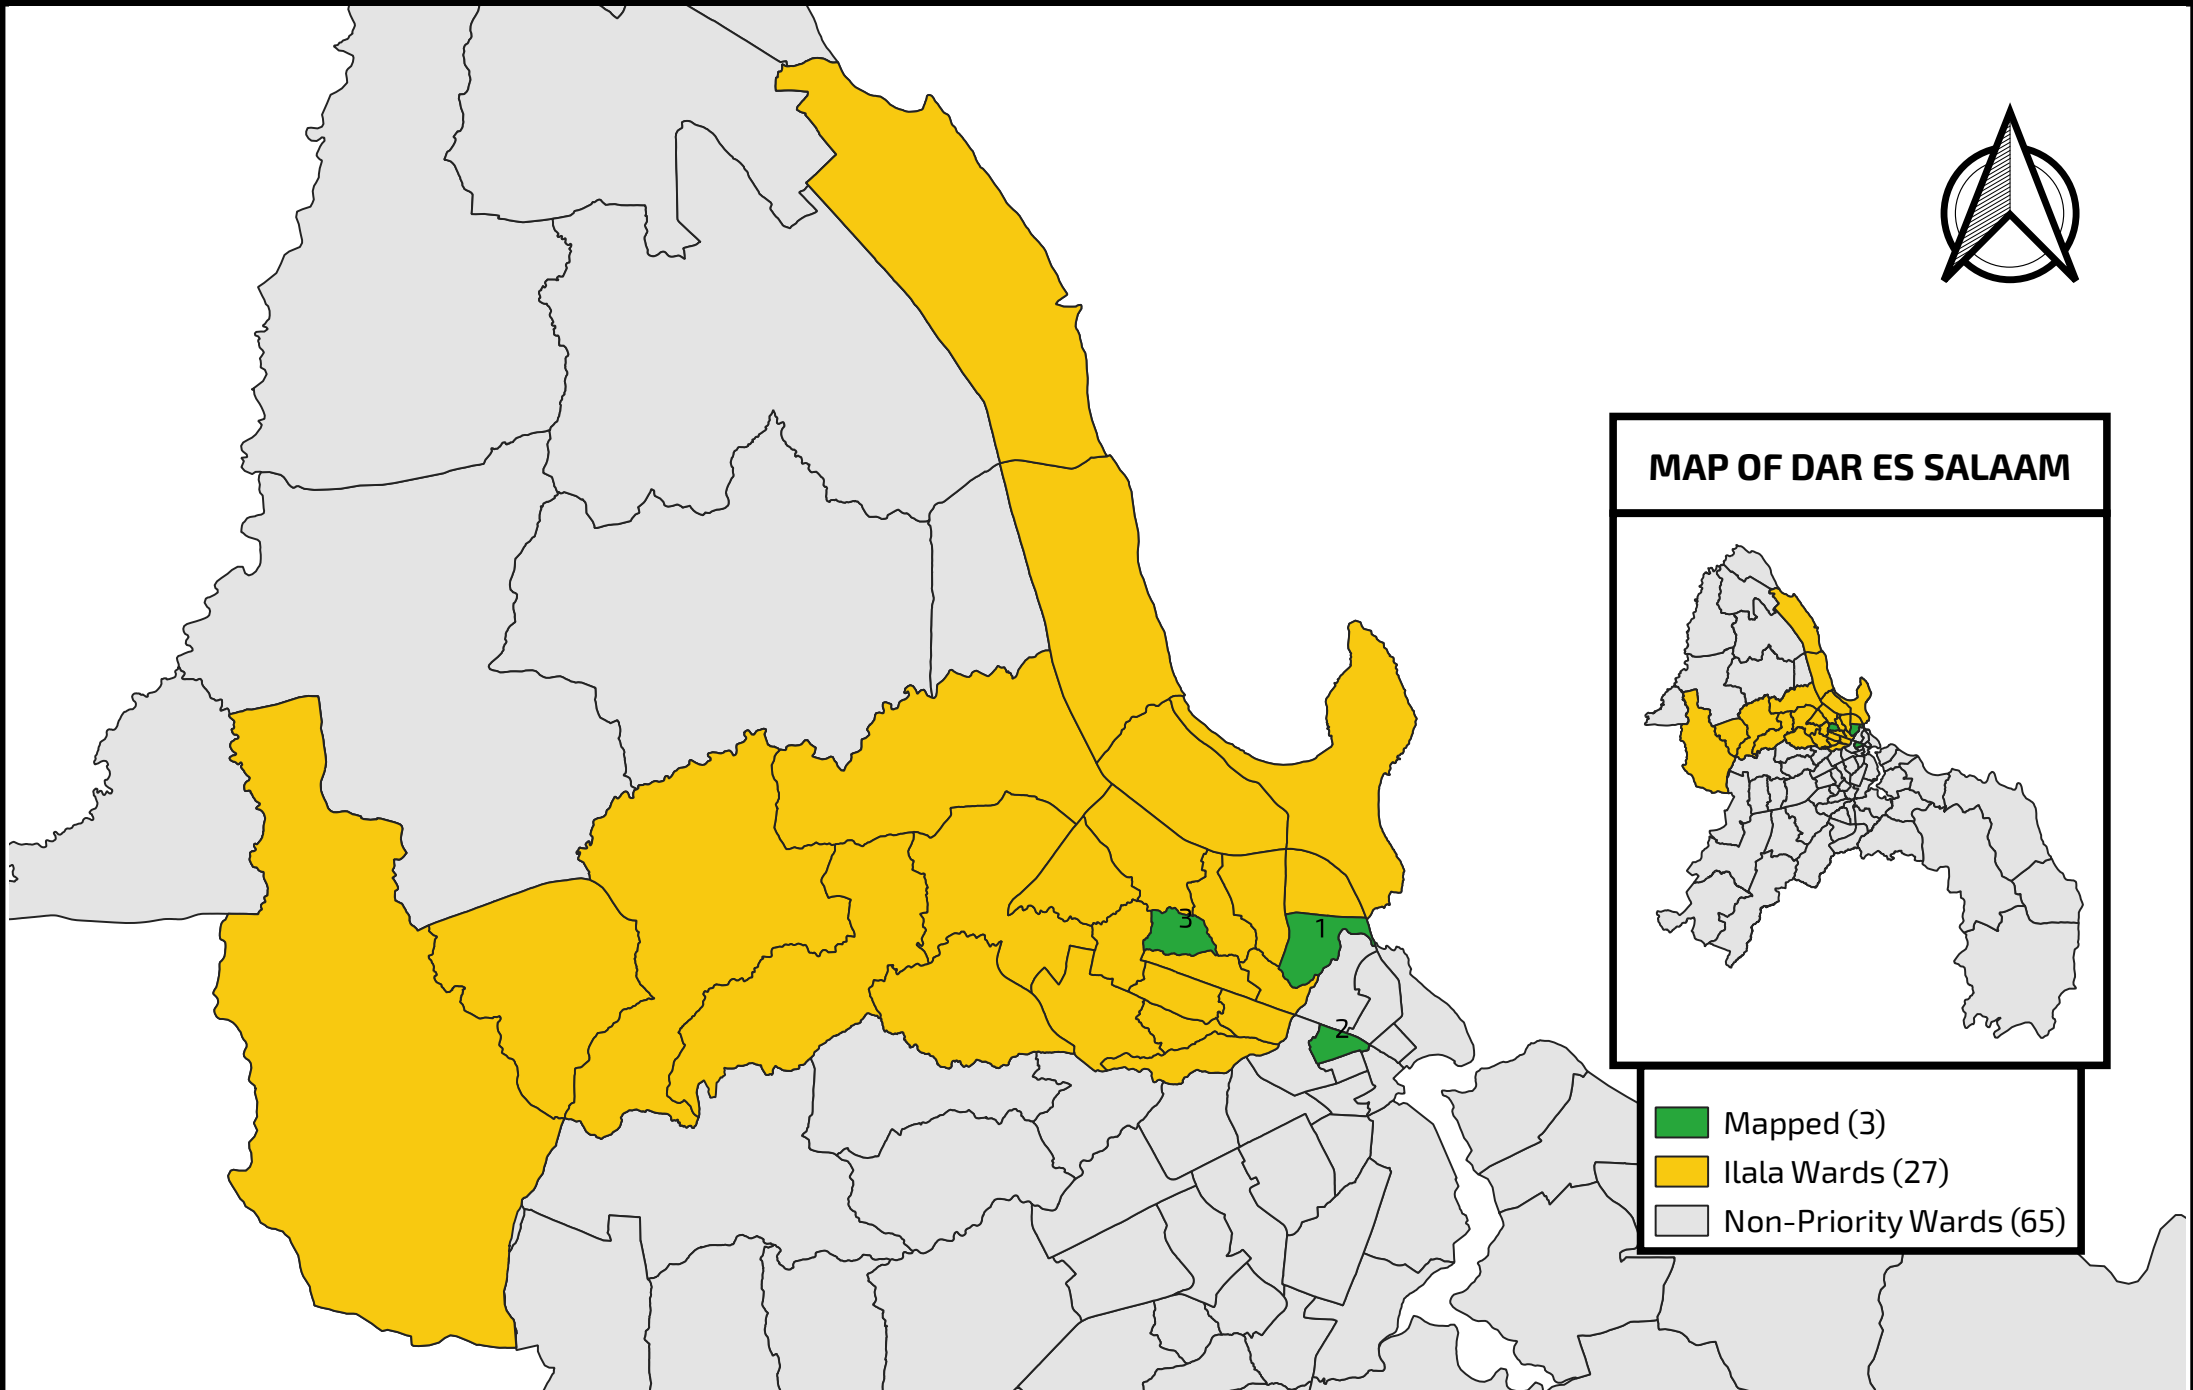 MAP OF DAR ES SALAAM
3
1
2
Mapped (3)
Ilala Wards (27)
Non-Priority Wards (65)